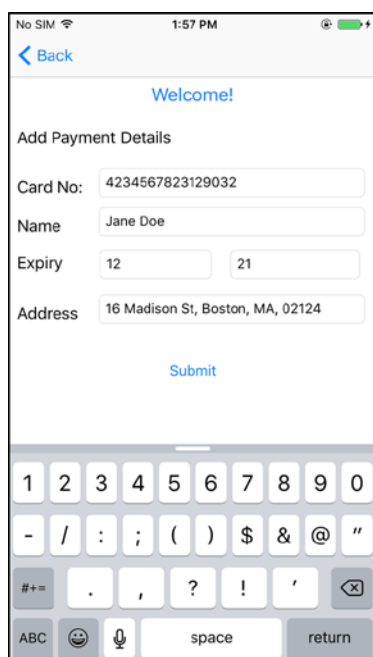 No SIM 1:57 PM
Back
Welcome!
Add Payment Details
Card No: 4234567823129032
Name Jane Doe
Expiry 12 21
Address 16 Madison St, Boston, MA, 02124
Submit
1 2 3 4 5 6 7 8 9 0
- / : ; ( ) $ & @ "
#+= . , ? ! '
ABC space return